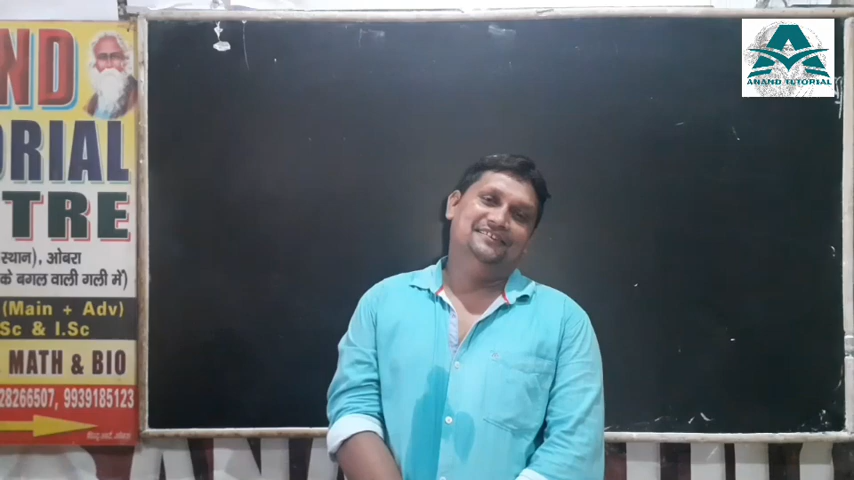 ND
ORIAL
TRE
स्थान), ओबरा
के बगल वाली गली में)
(Main + Adv)
Sc & I.Sc
MATH & BIO
28266507, 9939185123
ANAND TUTORIAL